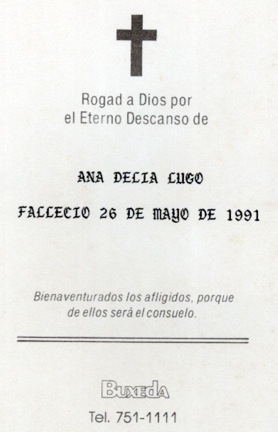 Rogad a Dios por
el Eterno Descanso de
ANA DELIA LUGO
FALLECIO 26 DE MAYO DE 1991
Bienaventurados los afligidos, porque
de ellos será el consuelo.
BUXEDA
Tel. 751-1111